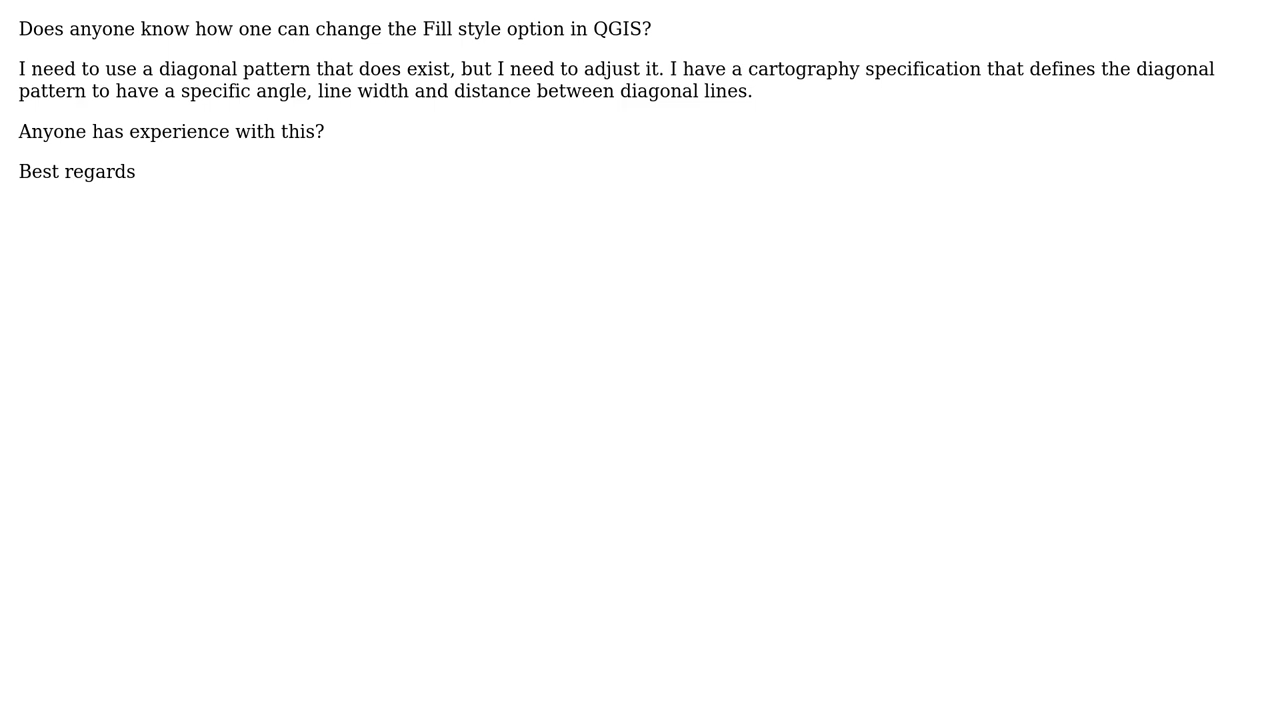 Does anyone know how one can change the Fill style option in QGIS?
I need to use a diagonal pattern that does exist, but I need to adjust it. I have a cartography specification that defines the diagonal
pattern to have a specific angle, line width and distance between diagonal lines.
Anyone has experience with this?
Best regards